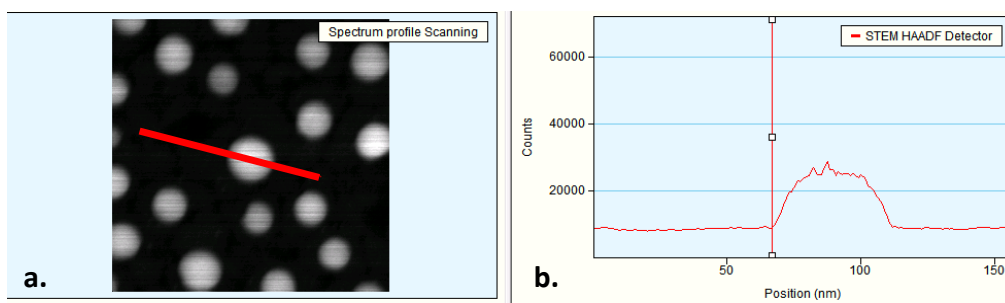 Spectrum profile Scanning
a.
STEM HAADF Detector
60000
40000
20000
Counts
50
100
150
Position (nm)
b.